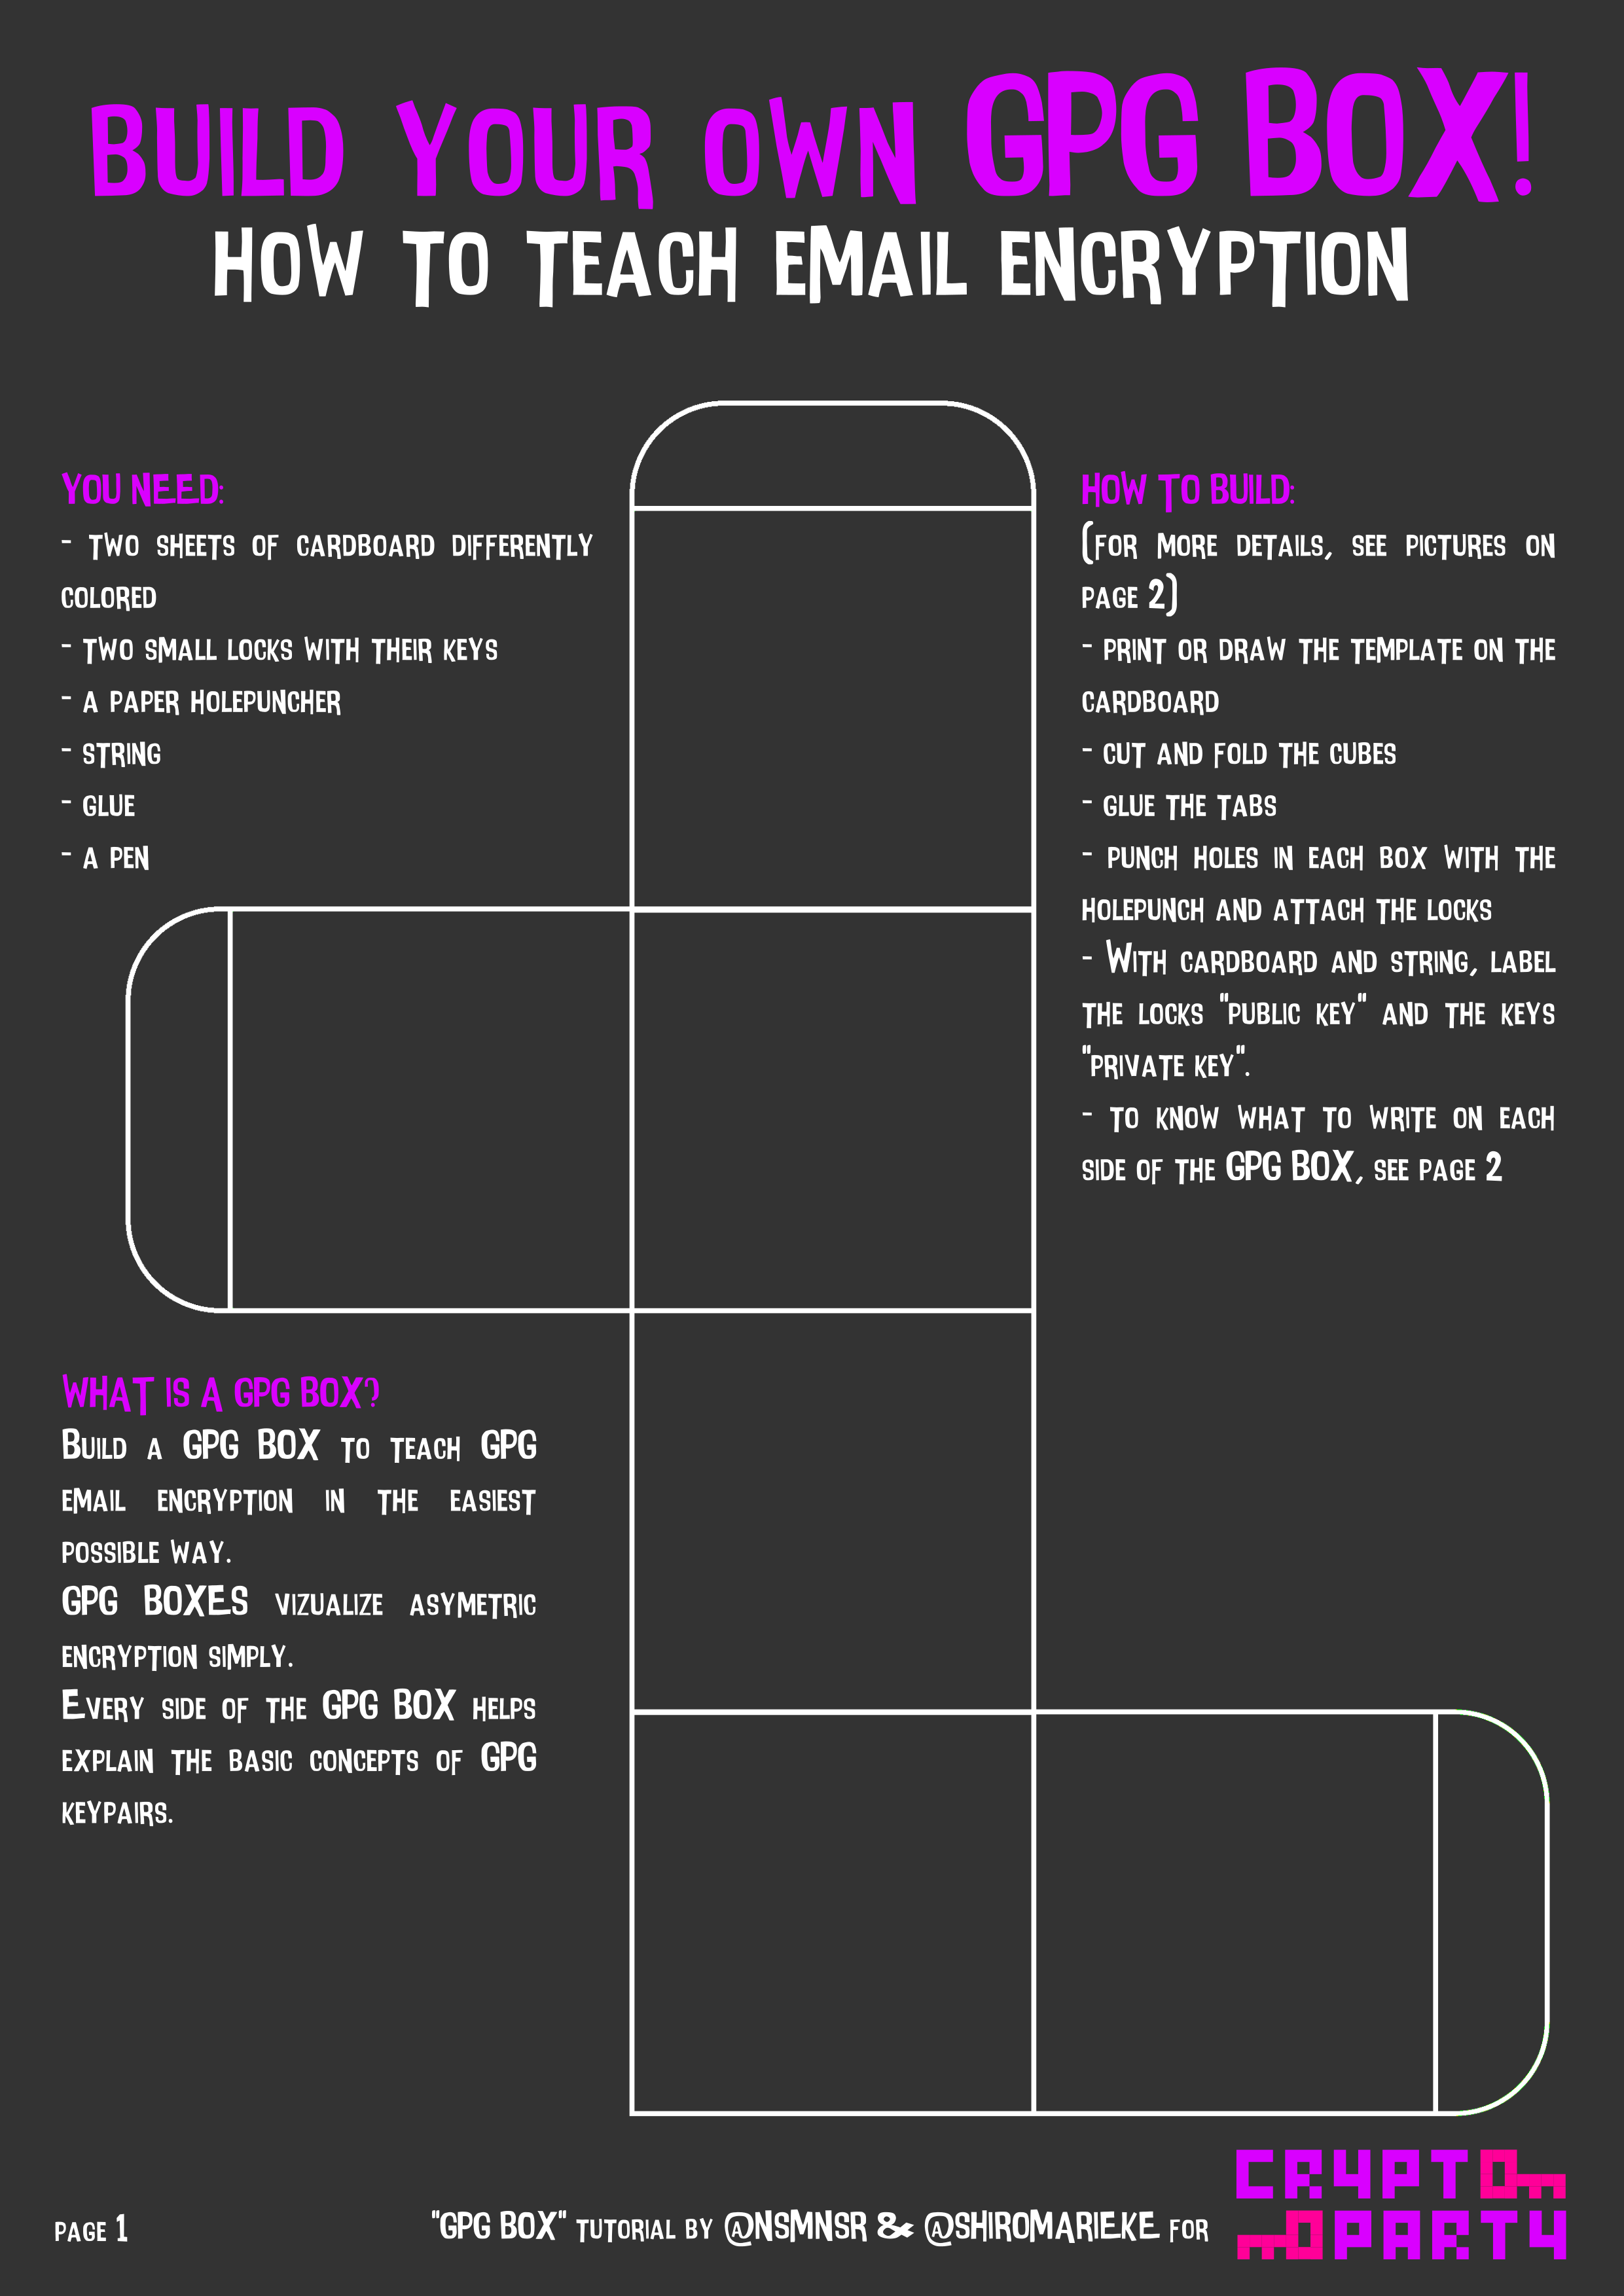 BUILD YOUR OWN GPG BOX!
HOW TO TEACH EMAIL ENCRYPTION
YOU NEED:
- TWO SHEETS OF CARDBOARD DIFFERENTLY
COLORED
- TWO SMALL LOCKS WITH THEIR KEYS
- A PAPER HOLEPUNCHER
- STRING
- GLUE
- A PEN
HOW TO BUILD:
(FOR MORE DETAILS, SEE PICTURES ON
PAGE 2)
- PRINT OR DRAW THE TEMPLATE ON THE
CARDBOARD
- CUT AND FOLD THE CUBES
- GLUE THE TABS
- PUNCH HOLES IN EACH BOX WITH THE
HOLEPUNCH AND ATTACH THE LOCKS
- WITH CARDBOARD AND STRING, LABEL
THE LOCKS "PUBLIC KEY" AND THE KEYS
"PRIVATE KEY".
- TO KNOW WHAT TO WRITE ON EACH
SIDE OF THE GPG BOX, SEE PAGE 2
WHAT IS A GPG BOX?
BUILD A GPG BOX TO TEACH GPG
EMAIL ENCRYPTION IN THE EASIEST
POSSIBLE WAY.
GPG BOXES VIZUALIZE ASYMETRIC
ENCRYPTION SIMPLY.
EVERY SIDE OF THE GPG BOX HELPS
EXPLAIN THE BASIC CONCEPTS OF GPG
KEYPAIRS.
PAGE 1
"GPG BOX" TUTORIAL BY @NSMNSR & @SHIROMARIEKE FOR
CRYPTO
PARTY